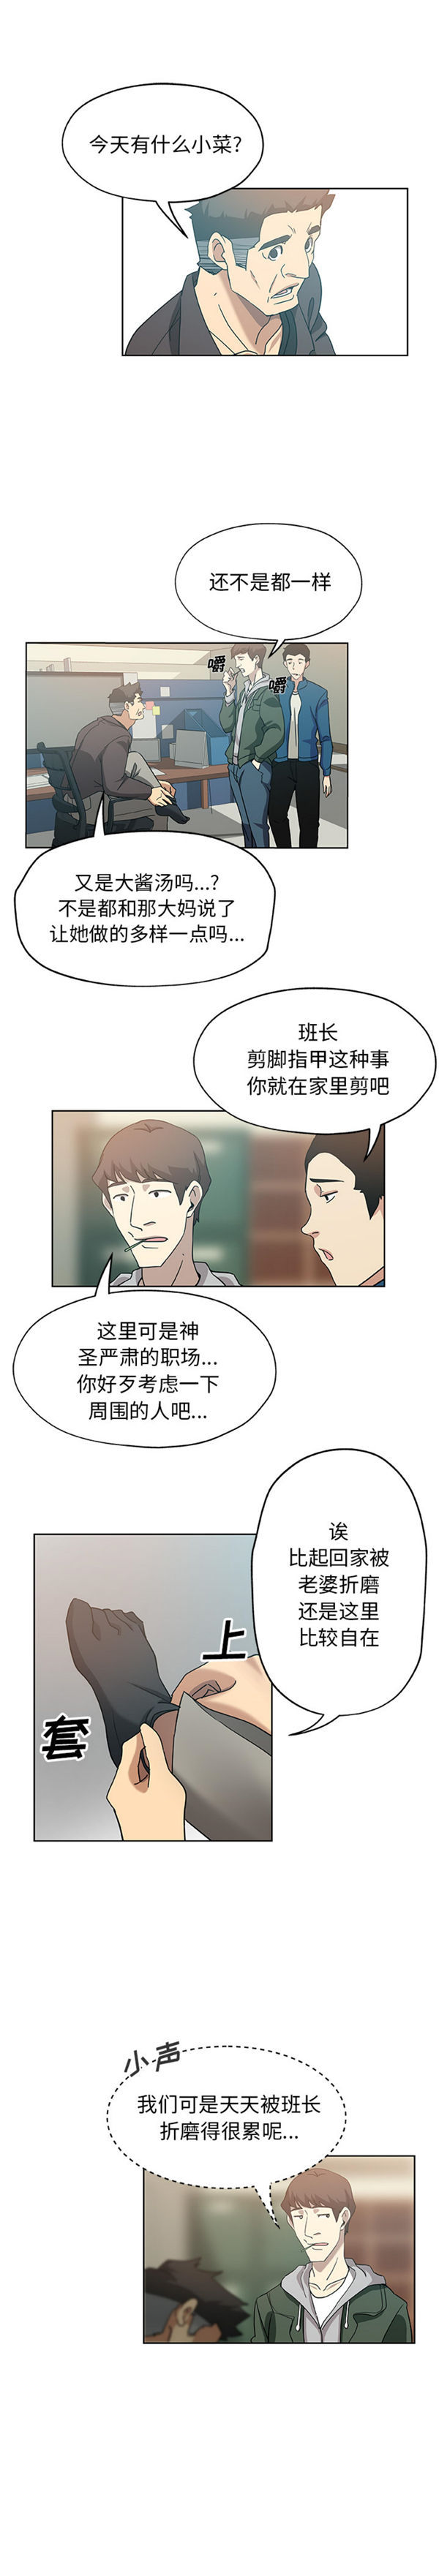 今天有什么小菜?
还不是都一样
嚼
嚼
又是大酱汤吗...?
不是都和那大妈说了
让她做的多样一点吗...
班长
剪脚指甲这种事
你就在家里剪吧
这里可是神
圣严肃的职场...
你好歹考虑一下
周围的人吧...
诶
比起回家被
老婆折磨
还是这里
比较自在
上
套
小声
我们可是天天被班长
折磨得很累呢...